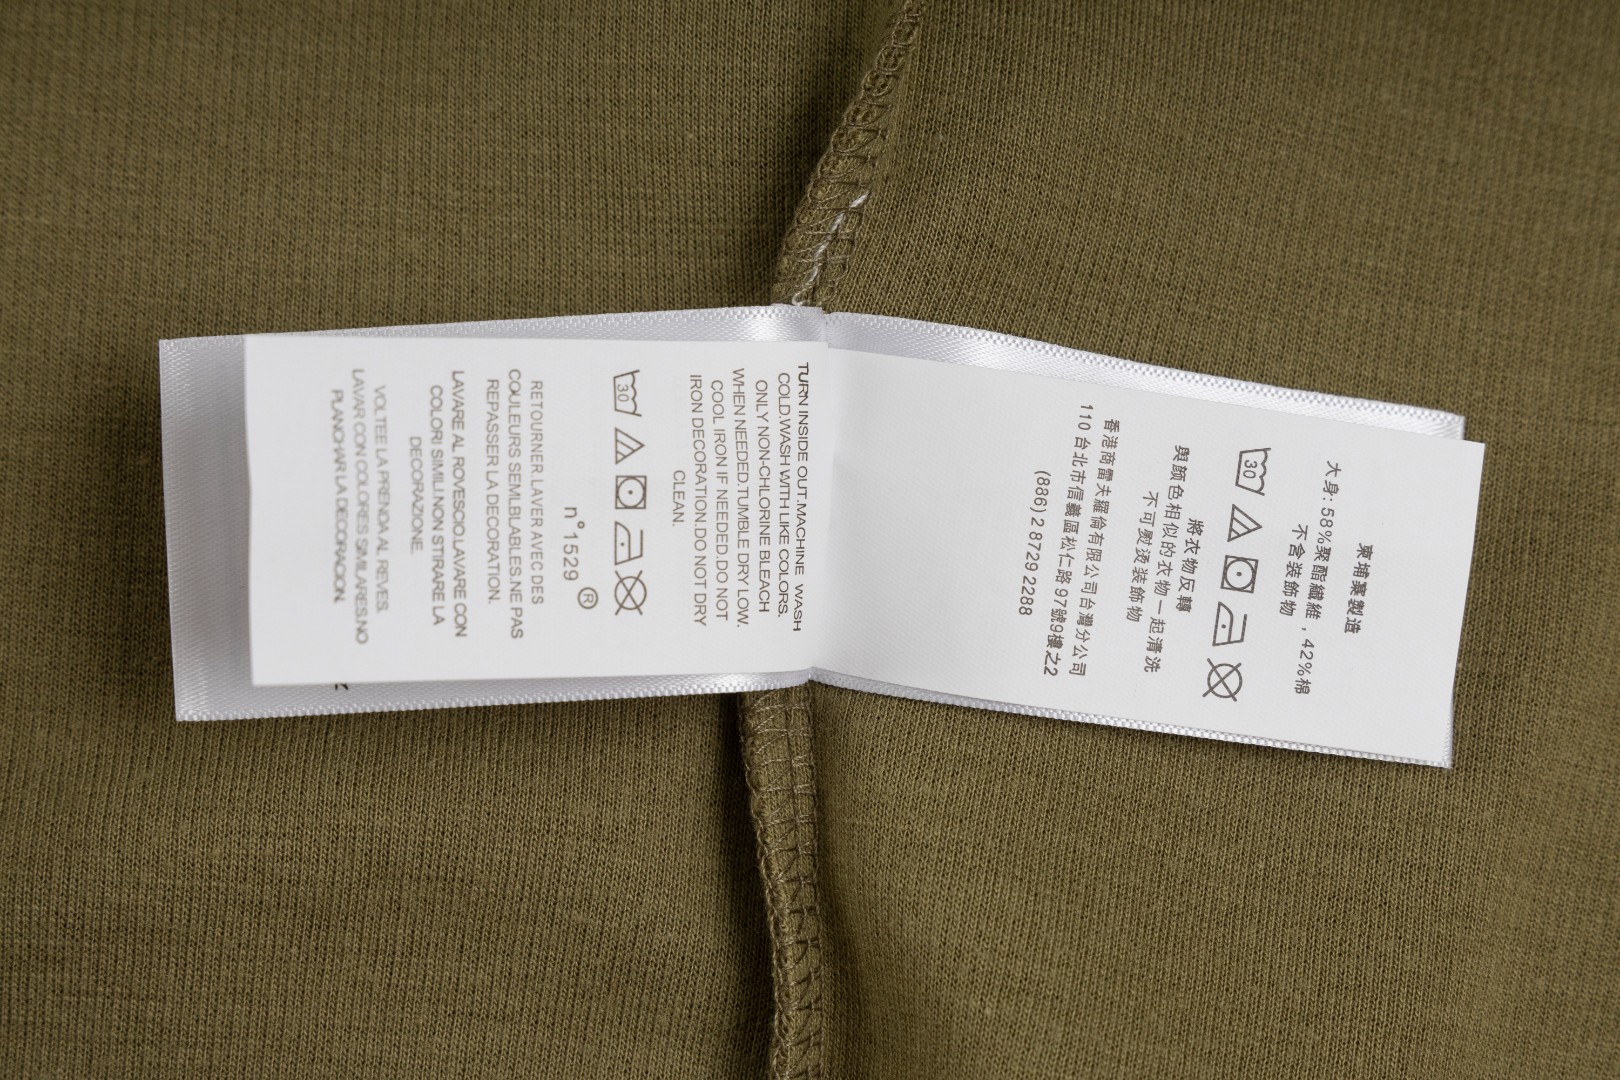 TURN INSIDE OUT.MACHINE WASH
COLD.WASH WITH LIKE COLORS.
ONLY NON-CHLORINE BLEACH
WHEN NEEDED.TUMBLE DRY LOW.
COOL IRON IF NEEDED.DO NOT
IRON DECORATION.DO NOT DRY
CLEAN.
30
n°1529 ®
RETOURNER.LAVER AVEC DES
COULEURS SEMLBLABLES.NE PAS
REPASSER LA DECORATION.
LAVARE AL ROVESCIO.LAVARE CON
COLORI SIMILI.NON STIRARE LA
DECORAZIONE.
VOLTEE LA PRENDA AL REVES.
LAVAR CON COLORES SIMILARES.NO
PLANCHAR LA DECORACION.
柬埔寨製造
大身: 58%聚酯纖維，42%棉
不含裝飾物
30
將衣物反轉
與颜色相似的衣物一起清洗
不可熨烫装飾物
香港商雷夫羅倫有限公司台灣分公司
110 台北市信義區松仁路97號9樓之2
(886) 2 8729 2288